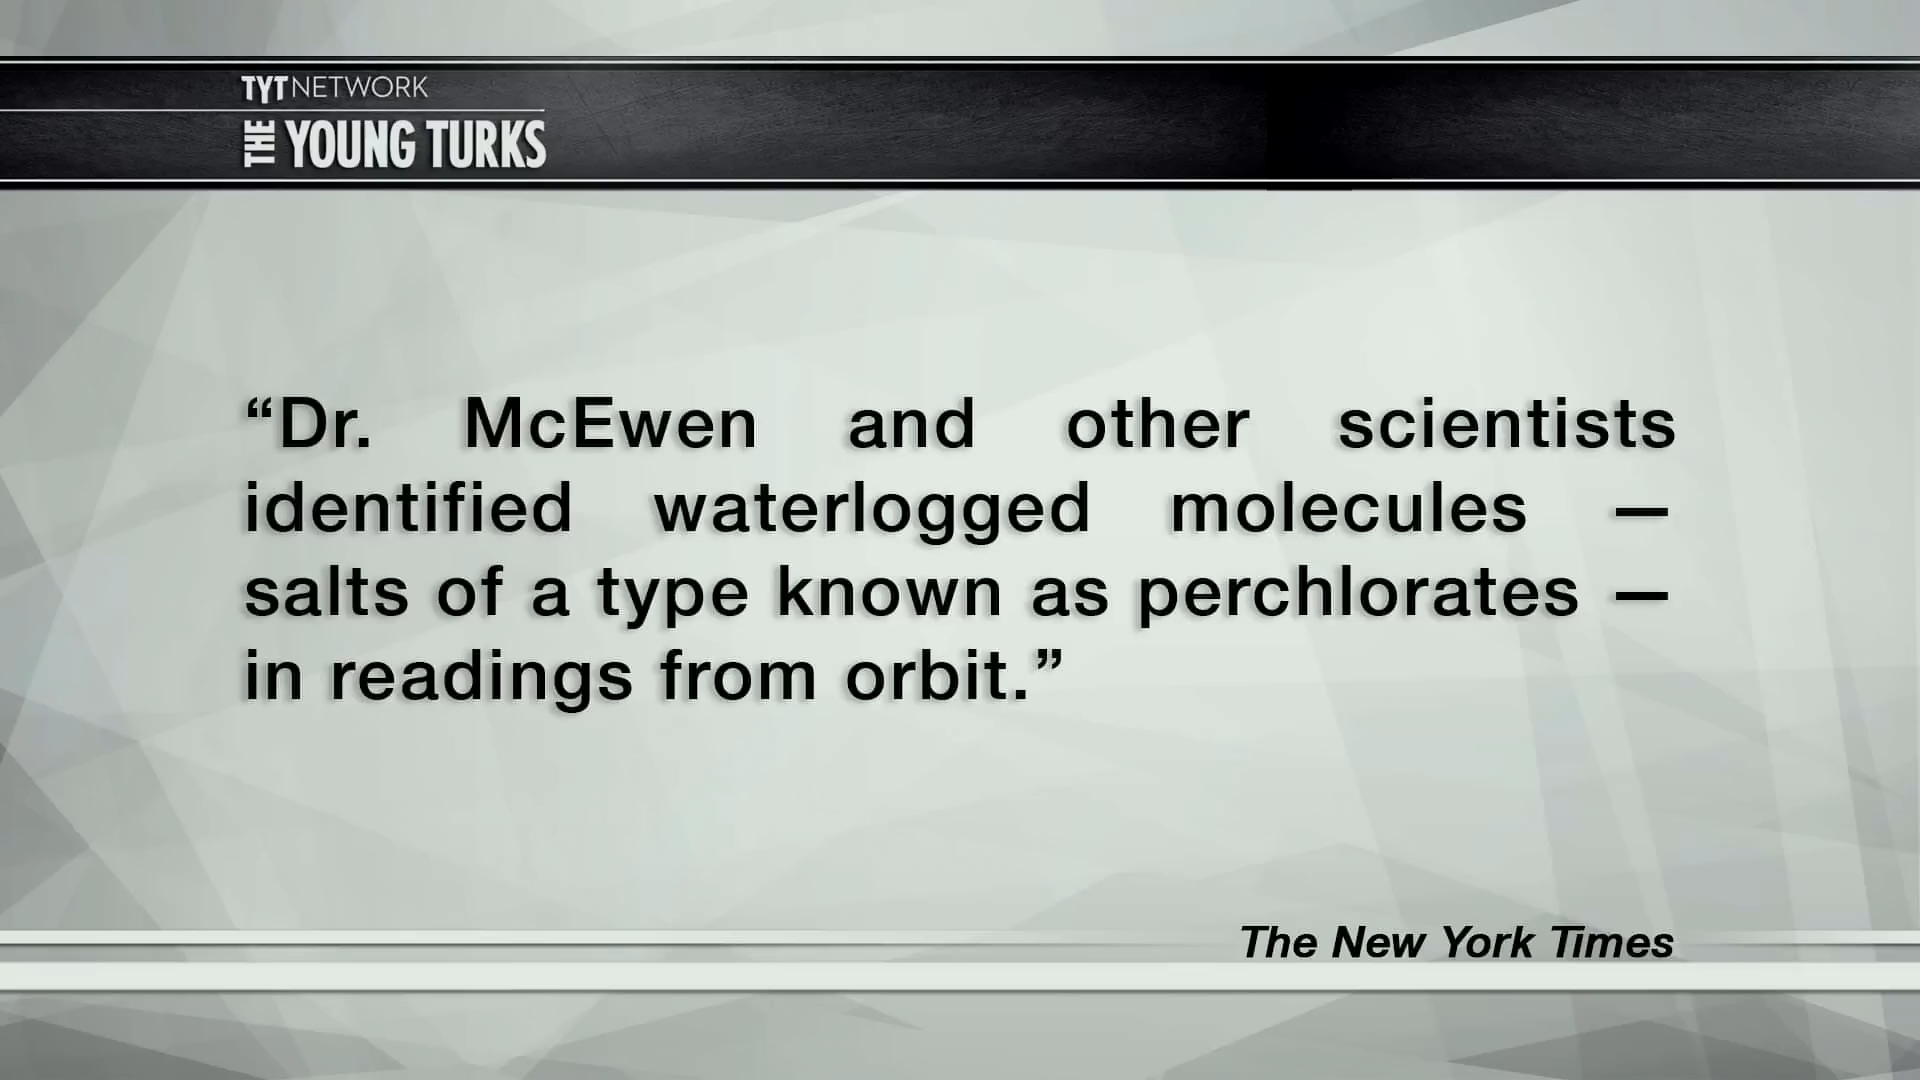 TYT NETWORK
THE YOUNG TURKS
“Dr. McEwen and other scientists
identified waterlogged molecules —
salts of a type known as perchlorates —
in readings from orbit.”
The New York Times